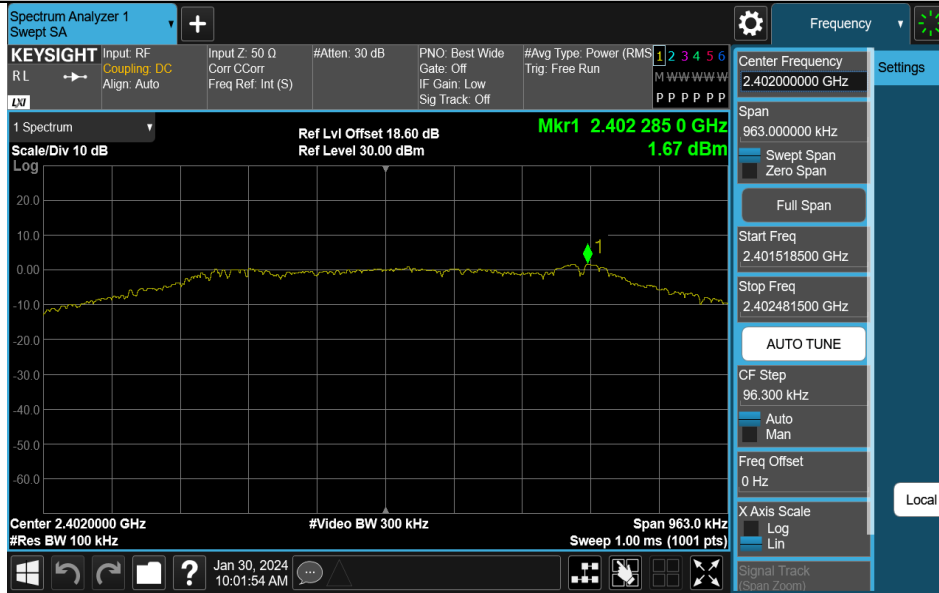 Spectrum Analyzer 1
Swept SA
+
Frequency
KEYSIGHT
R L
LXI
Input: RF
Coupling: DC
Align: Auto
Input Z: 50 Ω
Corr CCorr
Freq Ref: Int (S)
#Atten: 30 dB
PNO: Best Wide
Gate: Off
IF Gain: Low
Sig Track: Off
#Avg Type: Power (RMS
Trig: Free Run
1 2 3 4 5 6
M W W W W W
P P P P P P
1 Spectrum
Scale/Div 10 dB
Log
Ref Lvl Offset 18.60 dB
Ref Level 30.00 dBm
Mkr1 2.402 285 0 GHz
1.67 dBm
20.0
10.0
0.00
-10.0
-20.0
-30.0
-40.0
-50.0
-60.0
1
Center 2.4020000 GHz
#Res BW 100 kHz
#Video BW 300 kHz
Span 963.0 kHz
Sweep 1.00 ms (1001 pts)
Center Frequency
2.402000000 GHz
Span
963.000000 kHz
Swept Span
Zero Span
Full Span
Start Freq
2.401518500 GHz
Stop Freq
2.402481500 GHz
AUTO TUNE
CF Step
96.300 kHz
Auto
Man
Freq Offset
0 Hz
X Axis Scale
Log
Lin
Signal Track
(Span Zoom)
Settings
Local
?
Jan 30, 2024
10:01:54 AM